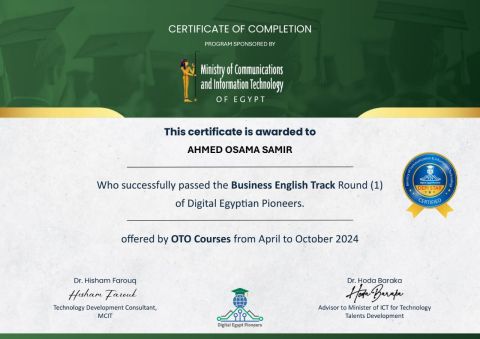 CERTIFICATE OF COMPLETION
PROGRAM SPONSORED BY
Ministry of Communications
and Information Technology
OF EGYPT
This certificate is awarded to
AHMED OSAMA SAMIR
Who successfully passed the Business English Track Round (1)
of Digital Egyptian Pioneers.
offered by OTO Courses from April to October 2024
CERTIFIED
Dr. Hisham Farouq
Hisham Farouk
Technology Development Consultant,
MCIT
Digital Egypt Pioneers
Dr. Hoda Baraka
Hoda Baraka
Advisor to Minister of ICT for Technology
Talents Development